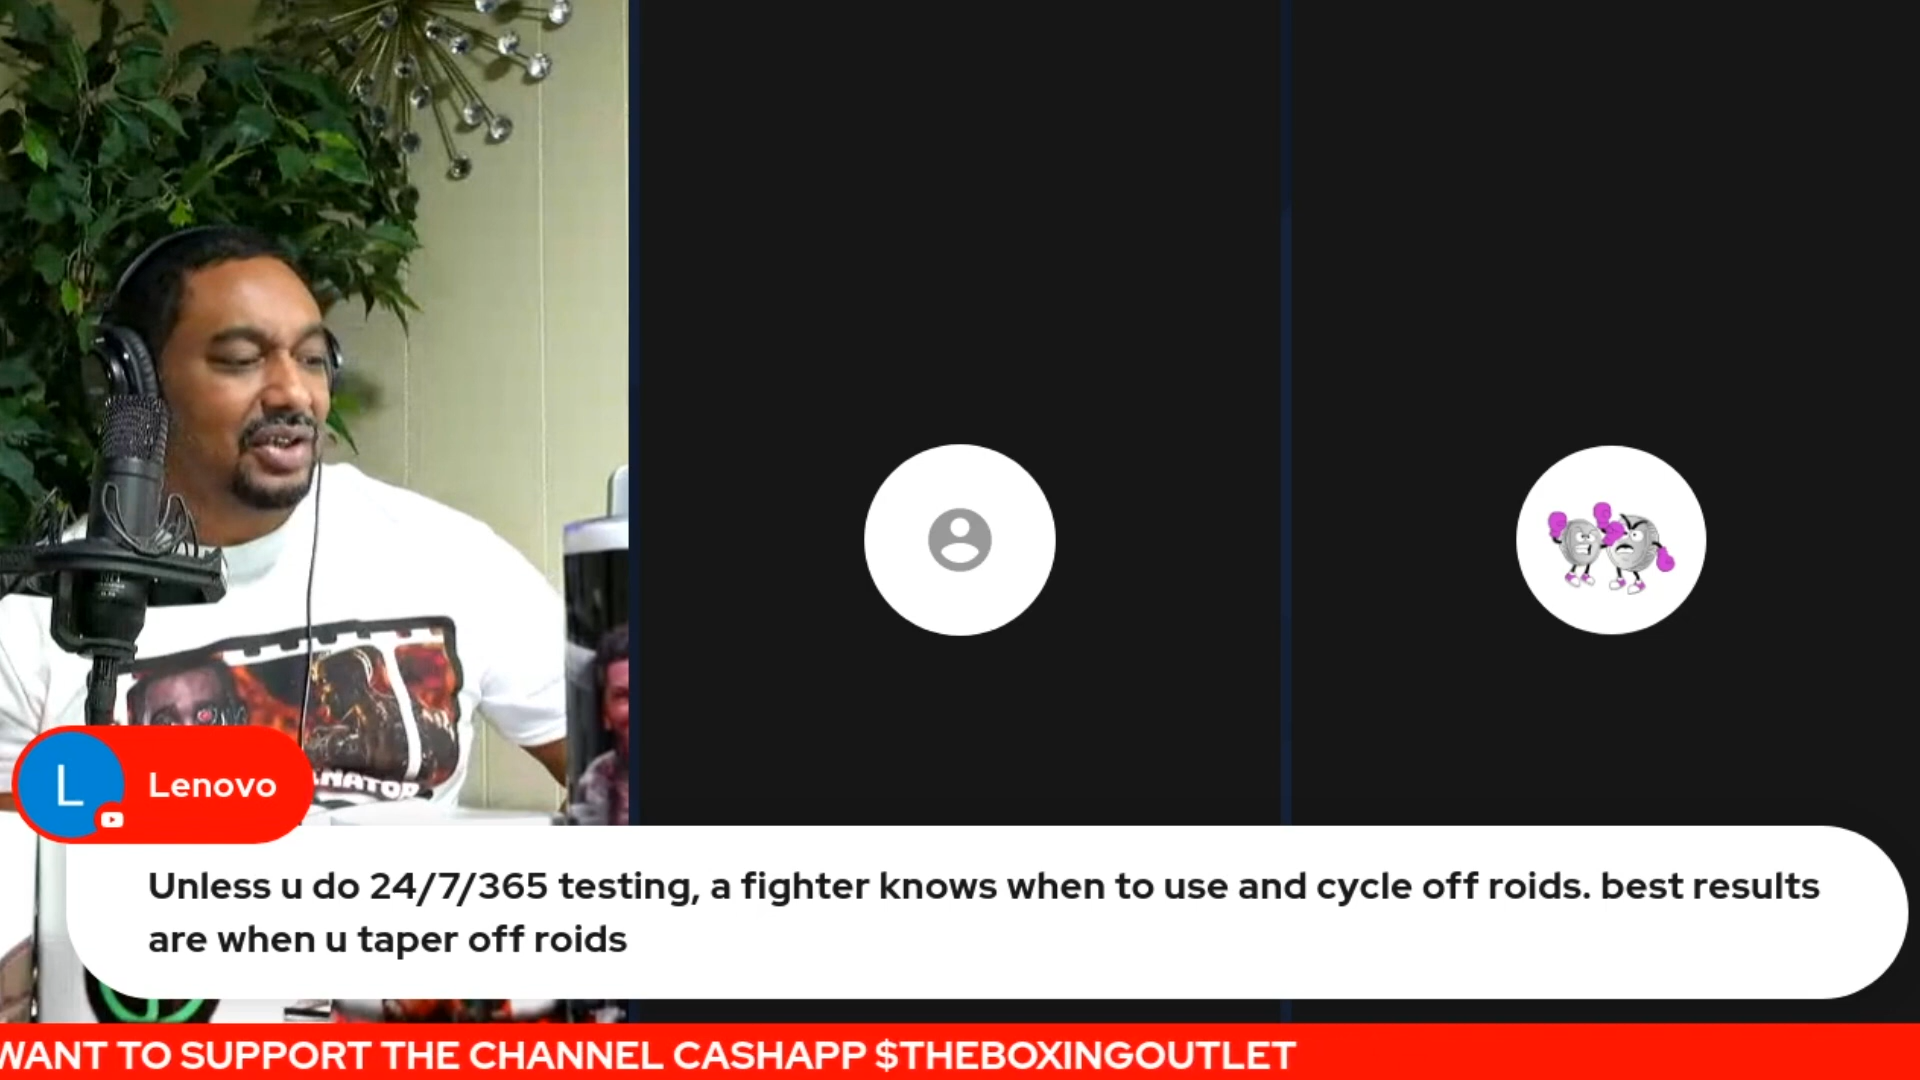 NATOR
L
Lenovo
Unless u do 24/7/365 testing, a fighter knows when to use and cycle off roids. best results
are when u taper off roids
WANT TO SUPPORT THE CHANNEL CASHAPP $THEBOXINGOUTLET